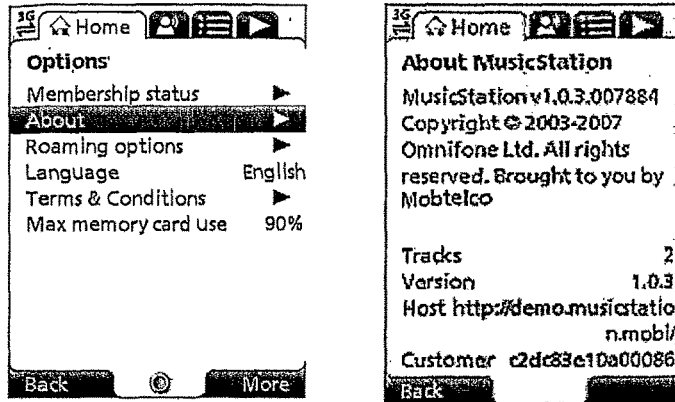 3G
Home
Options
Membership status
About
Roaming options
Language English
Terms & Conditions
Max memory card use 90%
Back More
3G
Home
About MusicStation
MusicStation v1.0.3.007884
Copyright © 2003-2007
Omnifone Ltd. All rights
reserved. Brought to you by
Mobtelco
Tracks 2
Version 1.0.3
Host http://demo.musicstatio
n.mobi/
Customer c2dc83e10a00086
Back